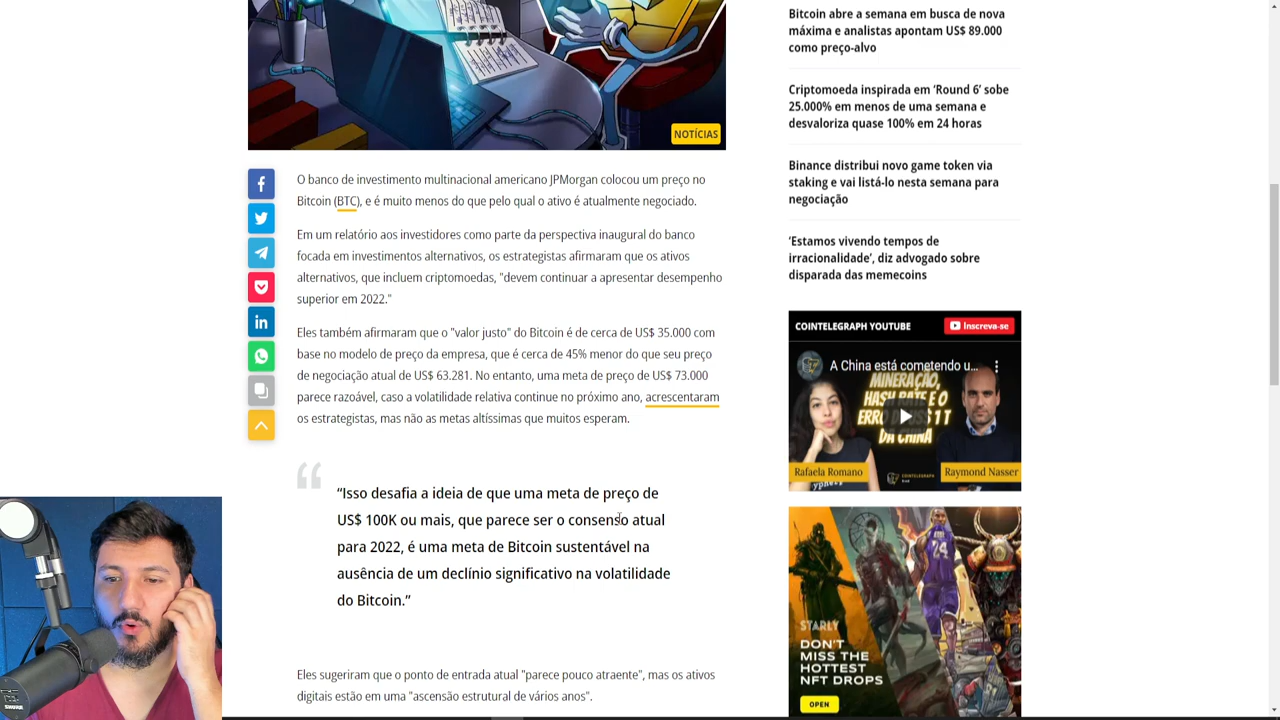 NOTÍCIAS
O banco de investimento multinacional americano JPMorgan colocou um preço no
Bitcoin (BTC), e é muito menos do que pelo qual o ativo é atualmente negociado.
Em um relatório aos investidores como parte da perspectiva inaugural do banco
focada em investimentos alternativos, os estrategistas afirmaram que os ativos
alternativos, que incluem criptomoedas, "devem continuar a apresentar desempenho
superior em 2022."
Eles também afirmaram que o "valor justo" do Bitcoin é de cerca de US$ 35.000 com
base no modelo de preço da empresa, que é cerca de 45% menor do que seu preço
de negociação atual de US$ 63.281. No entanto, uma meta de preço de US$ 73.000
parece razoável, caso a volatilidade relativa continue no próximo ano, acrescentaram
os estrategistas, mas não as metas altíssimas que muitos esperam.
“Isso desafia a ideia de que uma meta de preço de
US$ 100K ou mais, que parece ser o consenso atual
para 2022, é uma meta de Bitcoin sustentável na
ausência de um declínio significativo na volatilidade
do Bitcoin.”
Eles sugeriram que o ponto de entrada atual "parece pouco atraente", mas os ativos
digitais estão em uma "ascensão estrutural de vários anos".
Bitcoin abre a semana em busca de nova
máxima e analistas apontam US$ 89.000
como preço-alvo
Criptomoeda inspirada em ‘Round 6’ sobe
25.000% em menos de uma semana e
desvaloriza quase 100% em 24 horas
Binance distribui novo game token via
staking e vai listá-lo nesta semana para
negociação
‘Estamos vivendo tempos de
irracionalidade’, diz advogado sobre
disparada das memecoins
COINTELEGRAPH YOUTUBE
Inscreva-se
A China está cometendo u...
MINERAÇÃO,
HASH RATE E O
ERRO DE US$ 1 T
DA CHINA
Rafaela Romano
Raymond Nasser
STARLY
DON'T
MISS THE
HOTTEST
NFT DROPS
OPEN
24